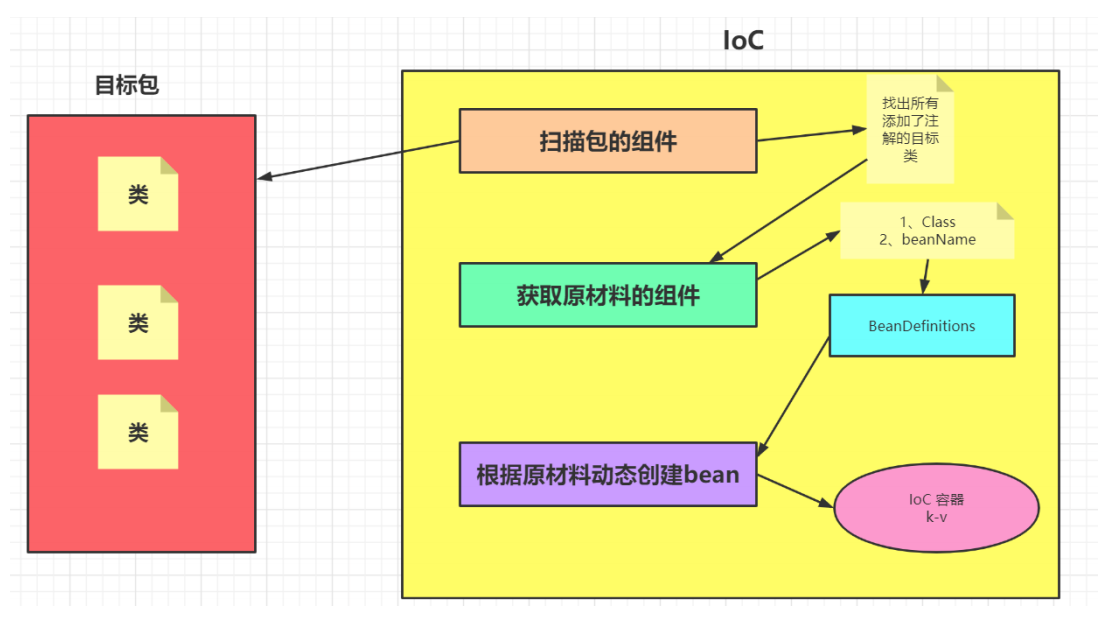 IoC
目标包
类
类
类
扫描包的组件
找出所有
添加了注
解的目标
类
获取原材料的组件
1、Class
2、beanName
BeanDefinitions
根据原材料动态创建bean
IoC 容器
k-v